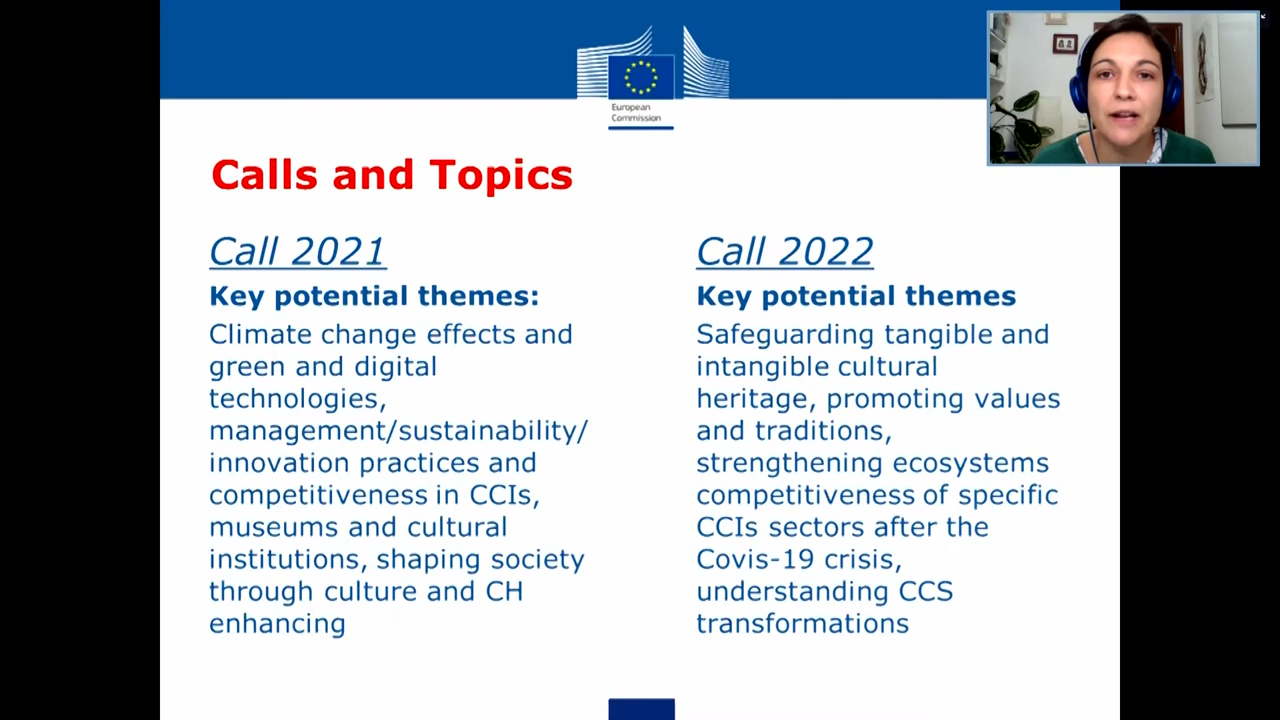 European
Commission
Calls and Topics
Call 2021
Key potential themes:
Climate change effects and
green and digital
technologies,
management/sustainability/
innovation practices and
competitiveness in CCIs,
museums and cultural
institutions, shaping society
through culture and CH
enhancing
Call 2022
Key potential themes
Safeguarding tangible and
intangible cultural
heritage, promoting values
and traditions,
strengthening ecosystems
competitiveness of specific
CCIs sectors after the
Covis-19 crisis,
understanding CCS
transformations